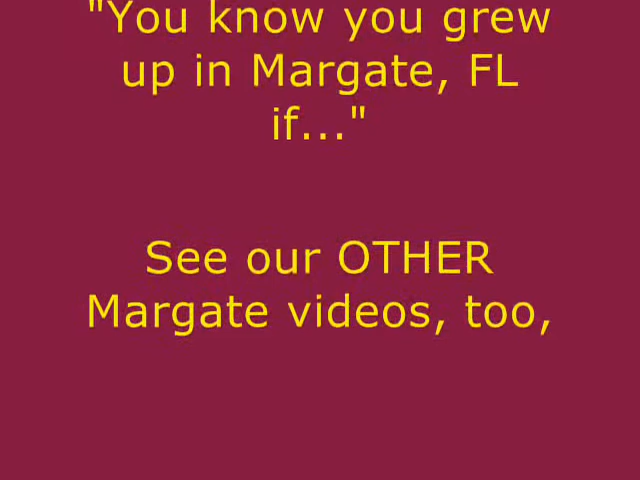 "You know you grew
up in Margate, FL
if..."
See our OTHER
Margate videos, too,